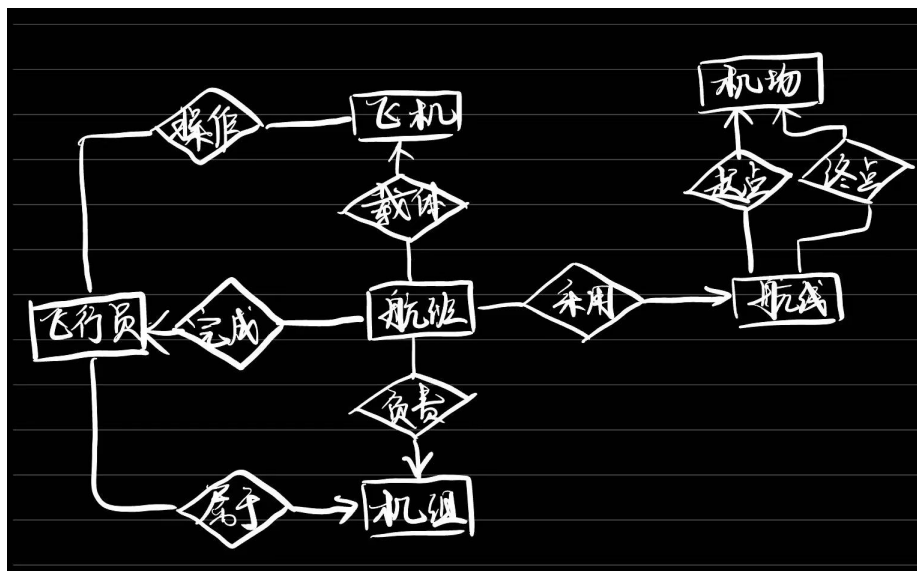 机场
操作
飞机
起点
终点
载体
飞行员
完成
航班
采用
航线
负责
属于
机组